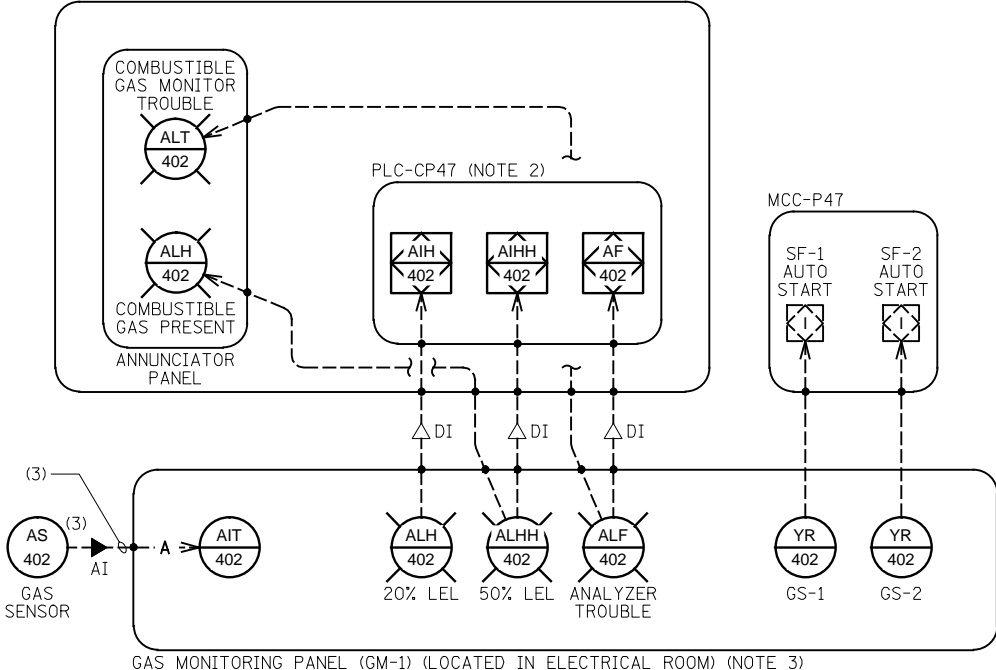 COMBUSTIBLE
GAS MONITOR
TROUBLE
ALT
402
ALH
402
COMBUSTIBLE
GAS PRESENT
ANNUNCIATOR
PANEL
PLC-CP47 (NOTE 2)
AIH
402
AIHH
402
AF
402
MCC-P47
SF-1
AUTO
START
SF-2
AUTO
START
DI
DI
DI
(3)
(3)
AS
402
AI
GAS
SENSOR
A
AIT
402
ALH
402
20% LEL
ALHH
402
50% LEL
ALF
402
ANALYZER
TROUBLE
YR
402
GS-1
YR
402
GS-2
GAS MONITORING PANEL (GM-1) (LOCATED IN ELECTRICAL ROOM) (NOTE 3)